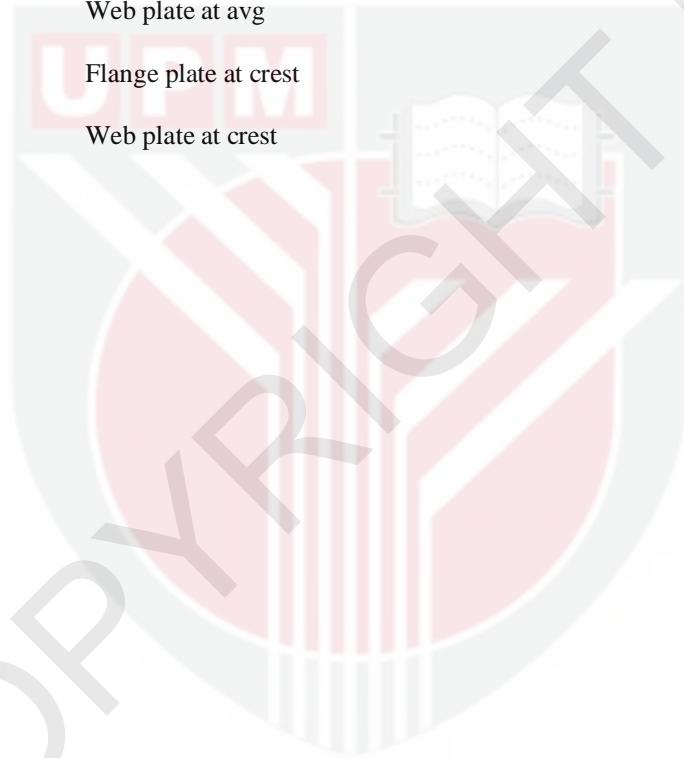 Web plate at avg
UPM
Flange plate at crest
Web plate at crest
COPYRIGHT